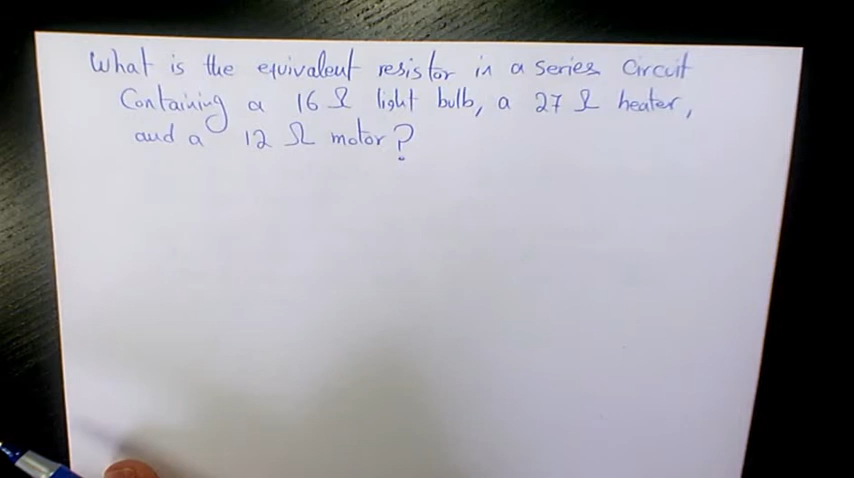 What is the equivalent resistor in a series Circuit
Containing a 16 Ω light bulb, a 27 Ω heater,
and a 12 Ω motor?